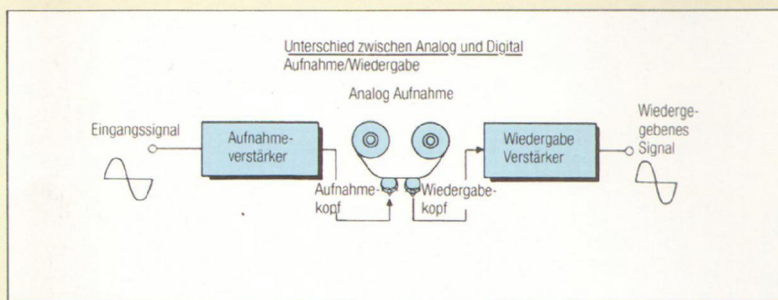 Unterschied zwischen Analog und Digital
Aufnahme/Wiedergabe
Analog Aufnahme
Eingangssignal
Aufnahme-
verstärker
Aufnahme-
kopf
Wiedergabe-
kopf
Wiedergabe
Verstärker
Wiederge-
gebenes
Signal